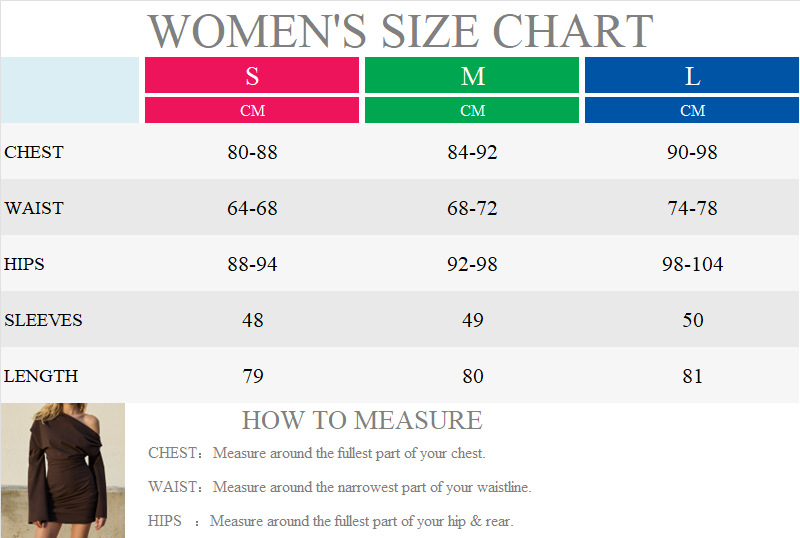 WOMEN'S SIZE CHART
S M L
CM CM CM
CHEST 80-88 84-92 90-98
WAIST 64-68 68-72 74-78
HIPS 88-94 92-98 98-104
SLEEVES 48 49 50
LENGTH 79 80 81
HOW TO MEASURE
CHEST：Measure around the fullest part of your chest.
WAIST：Measure around the narrowest part of your waistline.
HIPS ：Measure around the fullest part of your hip & rear.